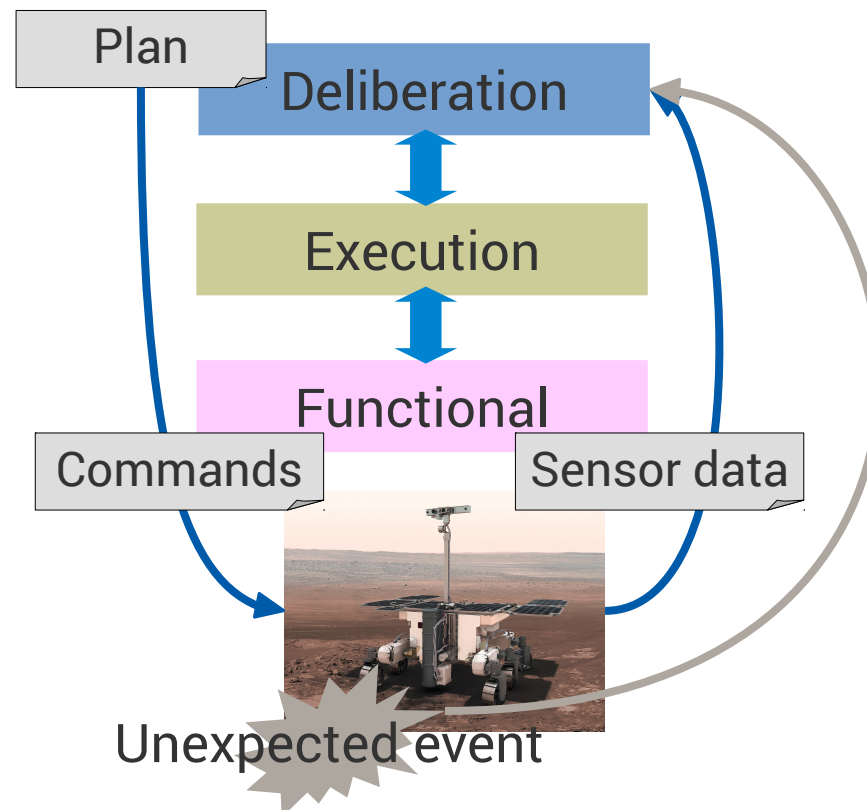 Plan
Deliberation
Execution
Functional
Commands
Sensor data
Unexpected event